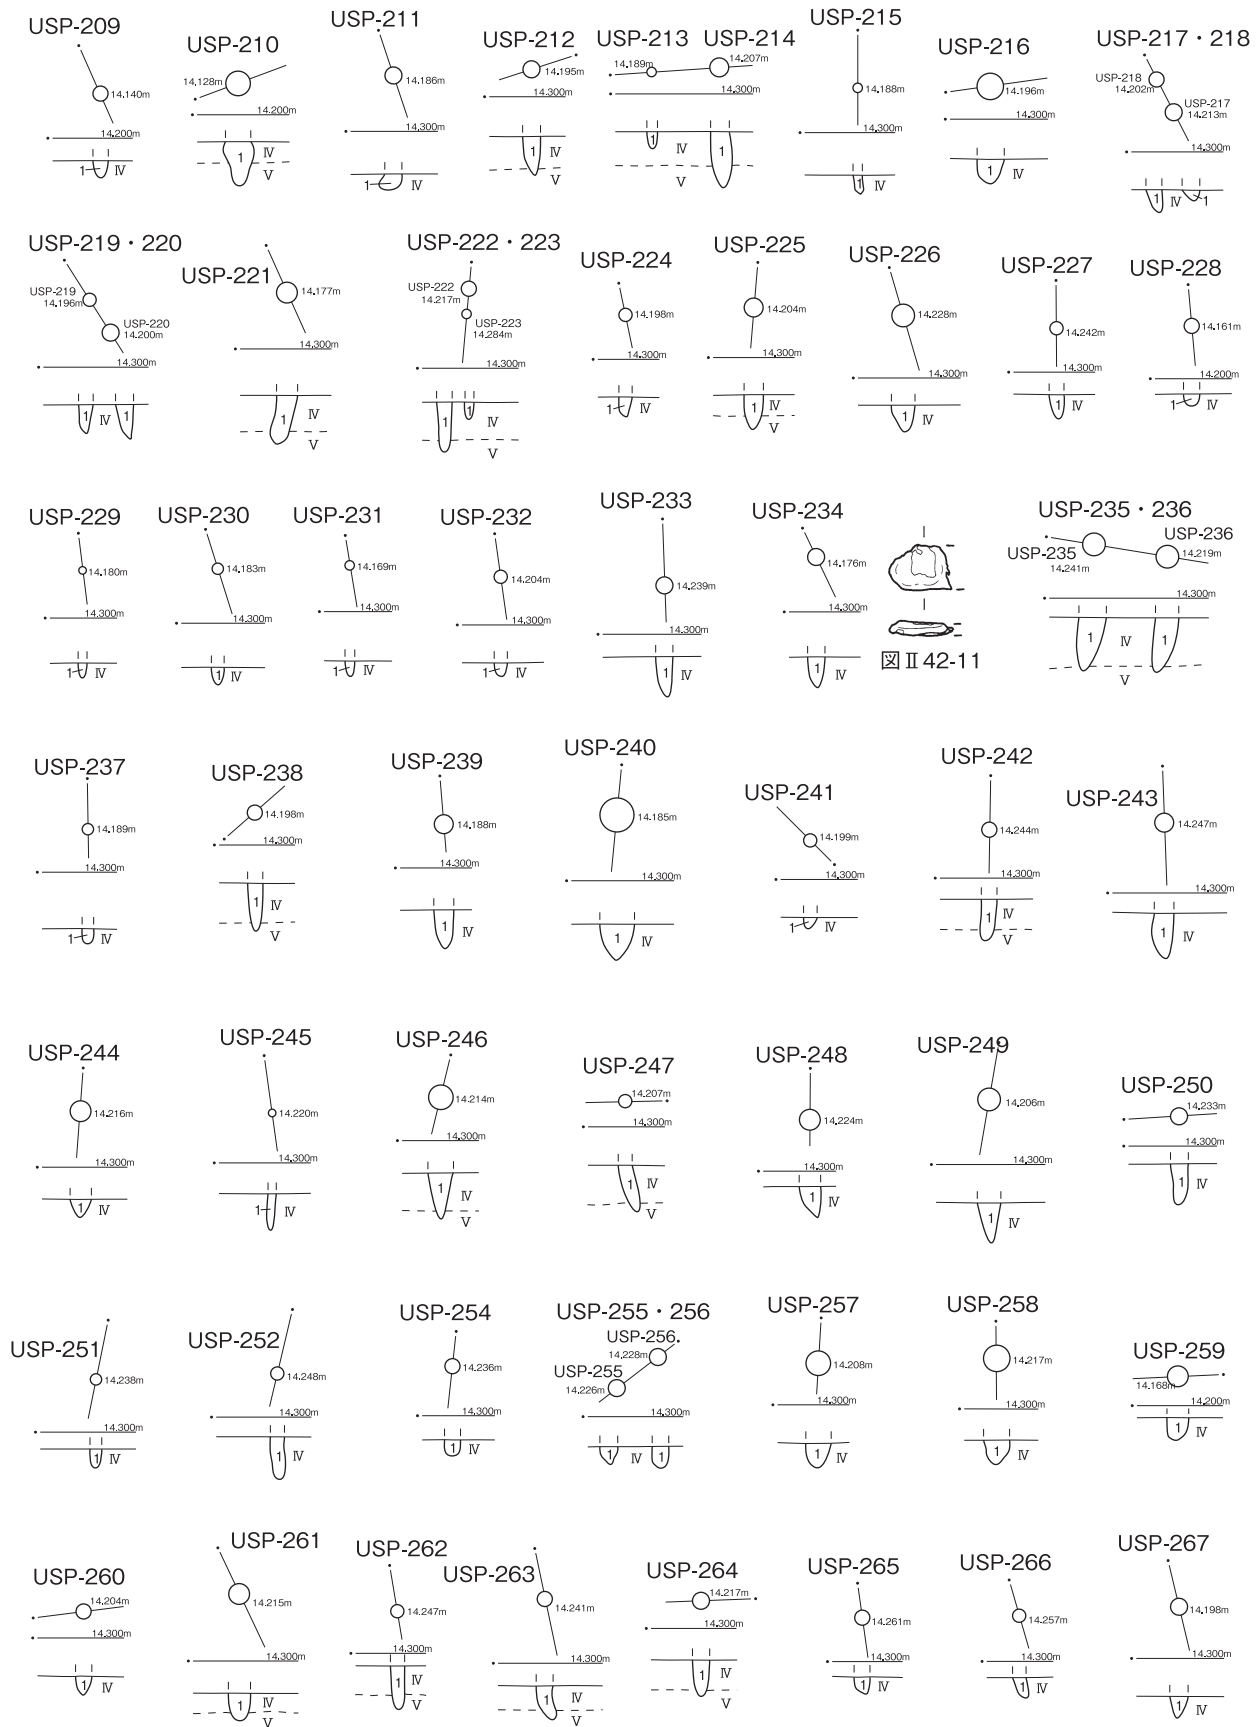 USP-209
14.140m
14.200m
1
Ⅳ
USP-210
14.128m
14.200m
1
Ⅳ
Ⅴ
USP-211
14.186m
14.300m
1
Ⅳ
USP-212
14.195m
14.300m
1
Ⅳ
Ⅴ
USP-213 USP-214
14.189m 14.207m
14.300m
1 Ⅳ 1
Ⅴ
USP-215
14.188m
14.300m
1 Ⅳ
USP-216
14.196m
14.300m
1 Ⅳ
USP-217・218
USP-218
14.202m
USP-217
14.213m
14.300m
1 Ⅳ 1
USP-219・220
USP-219
14.196m
USP-220
14.200m
14.300m
1 Ⅳ 1
USP-221
14.177m
14.300m
1 Ⅳ
Ⅴ
USP-222・223
USP-222
14.217m
USP-223
14.284m
14.300m
1 1 Ⅳ
Ⅴ
USP-224
14.198m
14.300m
1 Ⅳ
USP-225
14.204m
14.300m
1 Ⅳ
Ⅴ
USP-226
14.228m
14.300m
1 Ⅳ
USP-227
14.242m
14.300m
1 Ⅳ
USP-228
14.161m
14.200m
1 Ⅳ
USP-229
14.180m
14.300m
1 Ⅳ
USP-230
14.183m
14.300m
1 Ⅳ
USP-231
14.169m
14.300m
1 Ⅳ
USP-232
14.204m
14.300m
1 Ⅳ
USP-233
14.239m
14.300m
1 Ⅳ
USP-234
14.176m
14.300m
1 Ⅳ
図Ⅱ42-11
USP-235・236
USP-235
14.241m
USP-236
14.219m
14.300m
1 Ⅳ 1
Ⅴ
USP-237
14.189m
14.300m
1 Ⅳ
USP-238
14.198m
14.300m
1 Ⅳ
Ⅴ
USP-239
14.188m
14.300m
1 Ⅳ
USP-240
14.185m
14.300m
1 Ⅳ
USP-241
14.199m
14.300m
1 Ⅳ
USP-242
14.244m
14.300m
1 Ⅳ
Ⅴ
USP-243
14.247m
14.300m
1 Ⅳ
USP-244
14.216m
14.300m
1 Ⅳ
USP-245
14.220m
14.300m
1 Ⅳ
USP-246
14.214m
14.300m
1 Ⅳ
Ⅴ
USP-247
14.207m
14.300m
1 Ⅳ
Ⅴ
USP-248
14.224m
14.300m
1 Ⅳ
USP-249
14.206m
14.300m
1 Ⅳ
USP-250
14.233m
14.300m
1 Ⅳ
USP-251
14.238m
14.300m
1 Ⅳ
USP-252
14.248m
14.300m
1 Ⅳ
USP-254
14.236m
14.300m
1 Ⅳ
USP-255・256
USP-256
14.228m
USP-255
14.226m
14.300m
1 Ⅳ 1
USP-257
14.208m
14.300m
1 Ⅳ
USP-258
14.217m
14.300m
1 Ⅳ
USP-259
14.168m
14.200m
1 Ⅳ
USP-260
14.204m
14.300m
1 Ⅳ
USP-261
14.215m
14.300m
1 Ⅳ
Ⅴ
USP-262
14.247m
14.300m
1 Ⅳ
Ⅴ
USP-263
14.241m
14.300m
1 Ⅳ
Ⅴ
USP-264
14.217m
14.300m
1 Ⅳ
Ⅴ
USP-265
14.261m
14.300m
1 Ⅳ
USP-266
14.257m
14.300m
1 Ⅳ
USP-267
14.198m
14.300m
1 Ⅳ